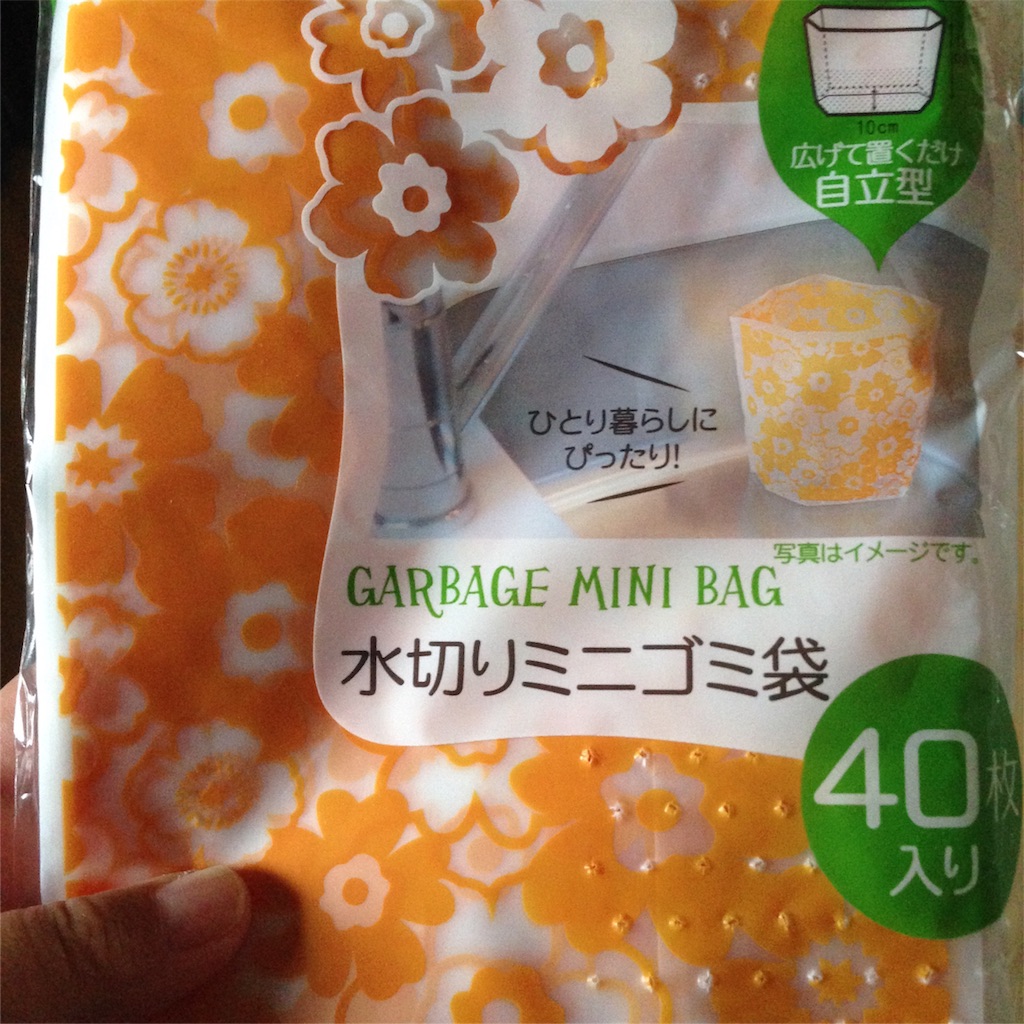 10cm
広げて置くだけ
自立型
ひとり暮らしに
ぴったり!
写真はイメージです。
GARBAGE MINI BAG
水切りミニゴミ袋
40枚
入り